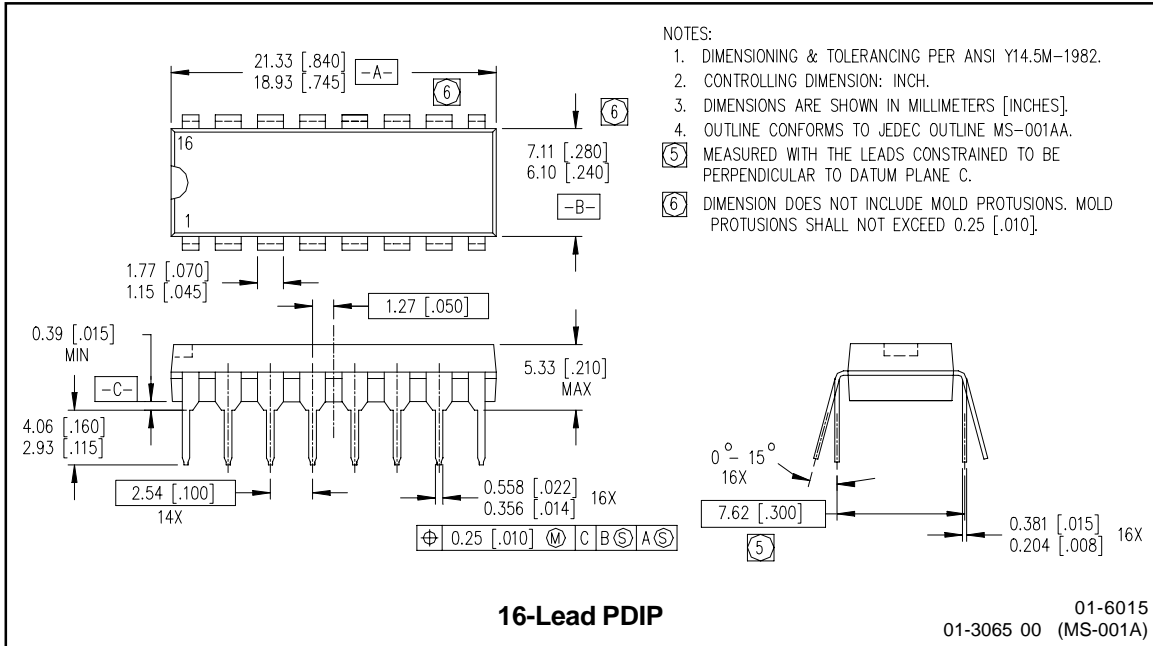 21.33 [.840]
18.93 [.745]
-A-
6
6
16
1
7.11 [.280]
6.10 [.240]
-B-
NOTES:
1. DIMENSIONING & TOLERANCING PER ANSI Y14.5M-1982.
2. CONTROLLING DIMENSION: INCH.
3. DIMENSIONS ARE SHOWN IN MILLIMETERS [INCHES].
4. OUTLINE CONFORMS TO JEDEC OUTLINE MS-001AA.
5 MEASURED WITH THE LEADS CONSTRAINED TO BE
PERPENDICULAR TO DATUM PLANE C.
6 DIMENSION DOES NOT INCLUDE MOLD PROTUSIONS. MOLD
PROTUSIONS SHALL NOT EXCEED 0.25 [.010].
1.77 [.070]
1.15 [.045]
1.27 [.050]
0.39 [.015]
MIN
-C-
5.33 [.210]
MAX
4.06 [.160]
2.93 [.115]
2.54 [.100]
14X
0.558 [.022]
0.356 [.014]
16X
⌖ 0.25 [.010] Ⓜ C B Ⓢ A Ⓢ
0° - 15°
16X
7.62 [.300]
5
0.381 [.015]
0.204 [.008]
16X
16-Lead PDIP
01-6015
01-3065 00 (MS-001A)